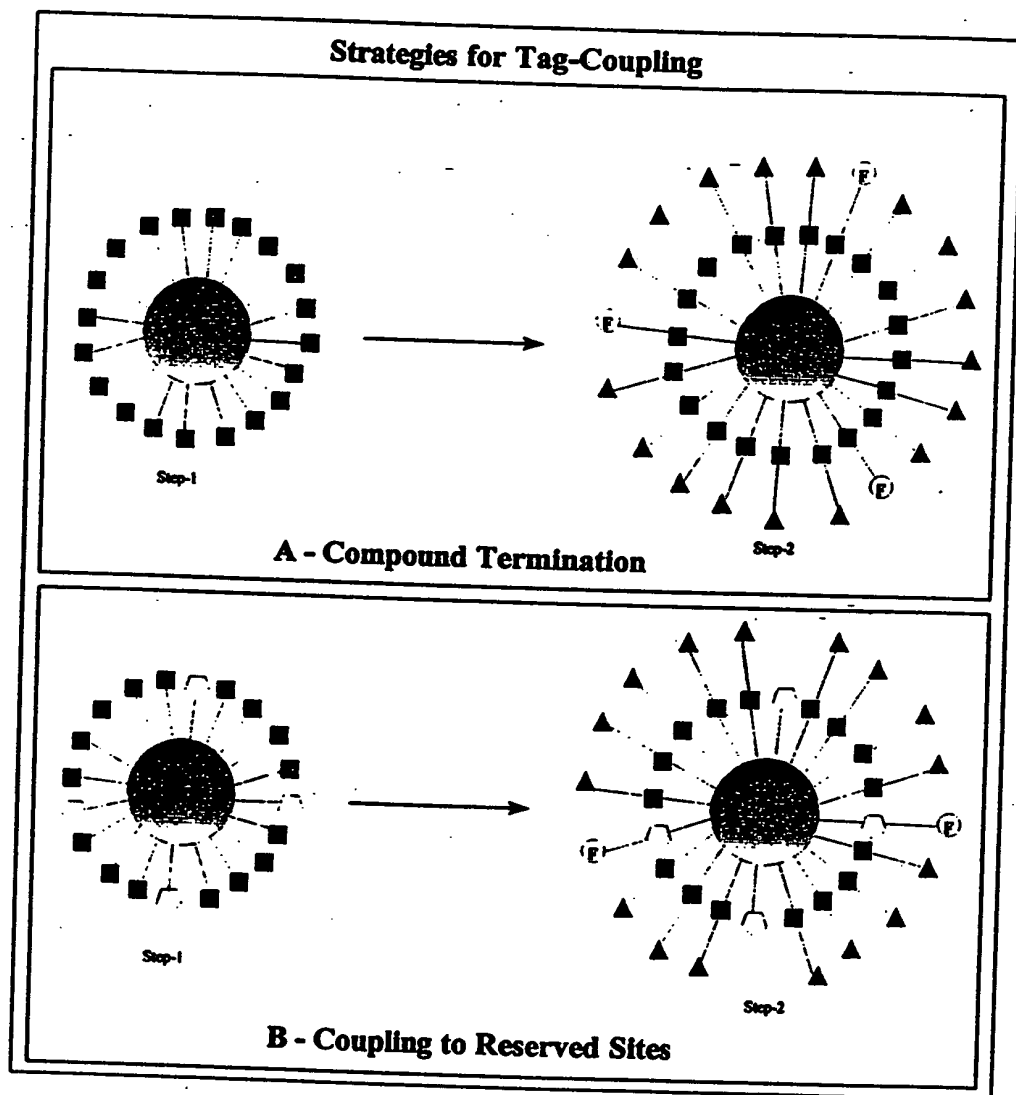 Strategies for Tag-Coupling
F
F
F
Step-1
Step-2
A - Compound Termination
F
F
Step-1
Step-2
B - Coupling to Reserved Sites